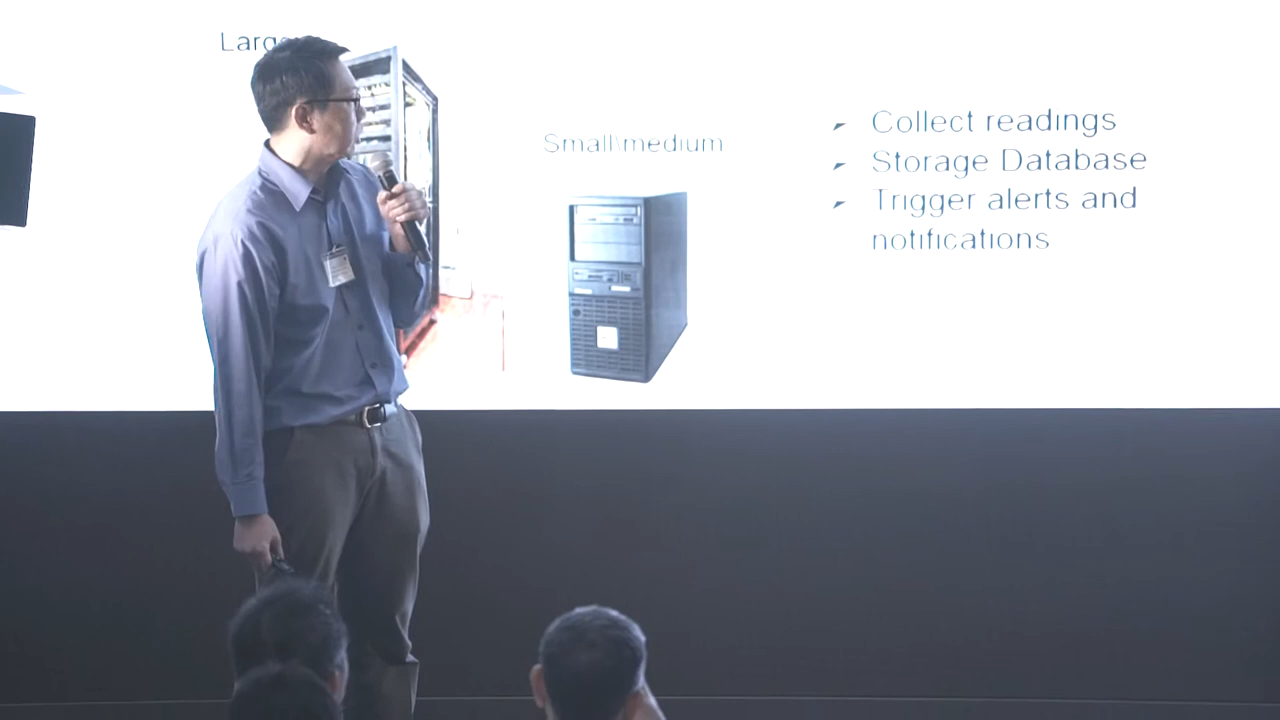 Small\medium
Collect readings
Storage Database
Trigger alerts and
notifications